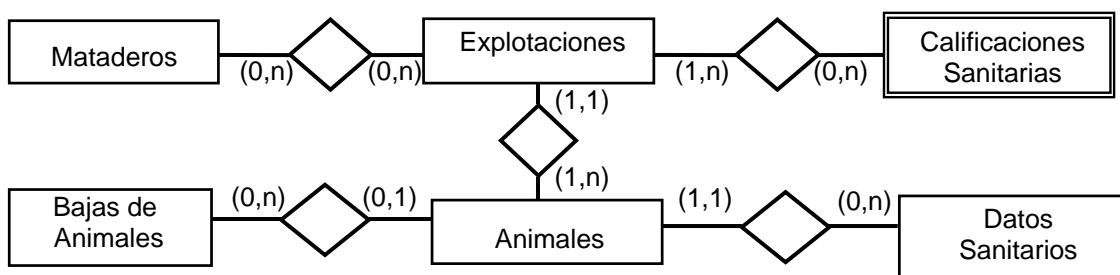 Mataderos
(0,n)
(0,n)
Explotaciones
(1,n)
(0,n)
Calificaciones
Sanitarias
(1,1)
(1,n)
Bajas de
Animales
(0,n)
(0,1)
Animales
(1,1)
(0,n)
Datos
Sanitarios